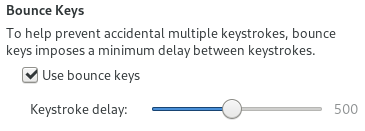 Bounce Keys
To help prevent accidental multiple keystrokes, bounce
keys imposes a minimum delay between keystrokes.
Use bounce keys
Keystroke delay: 500